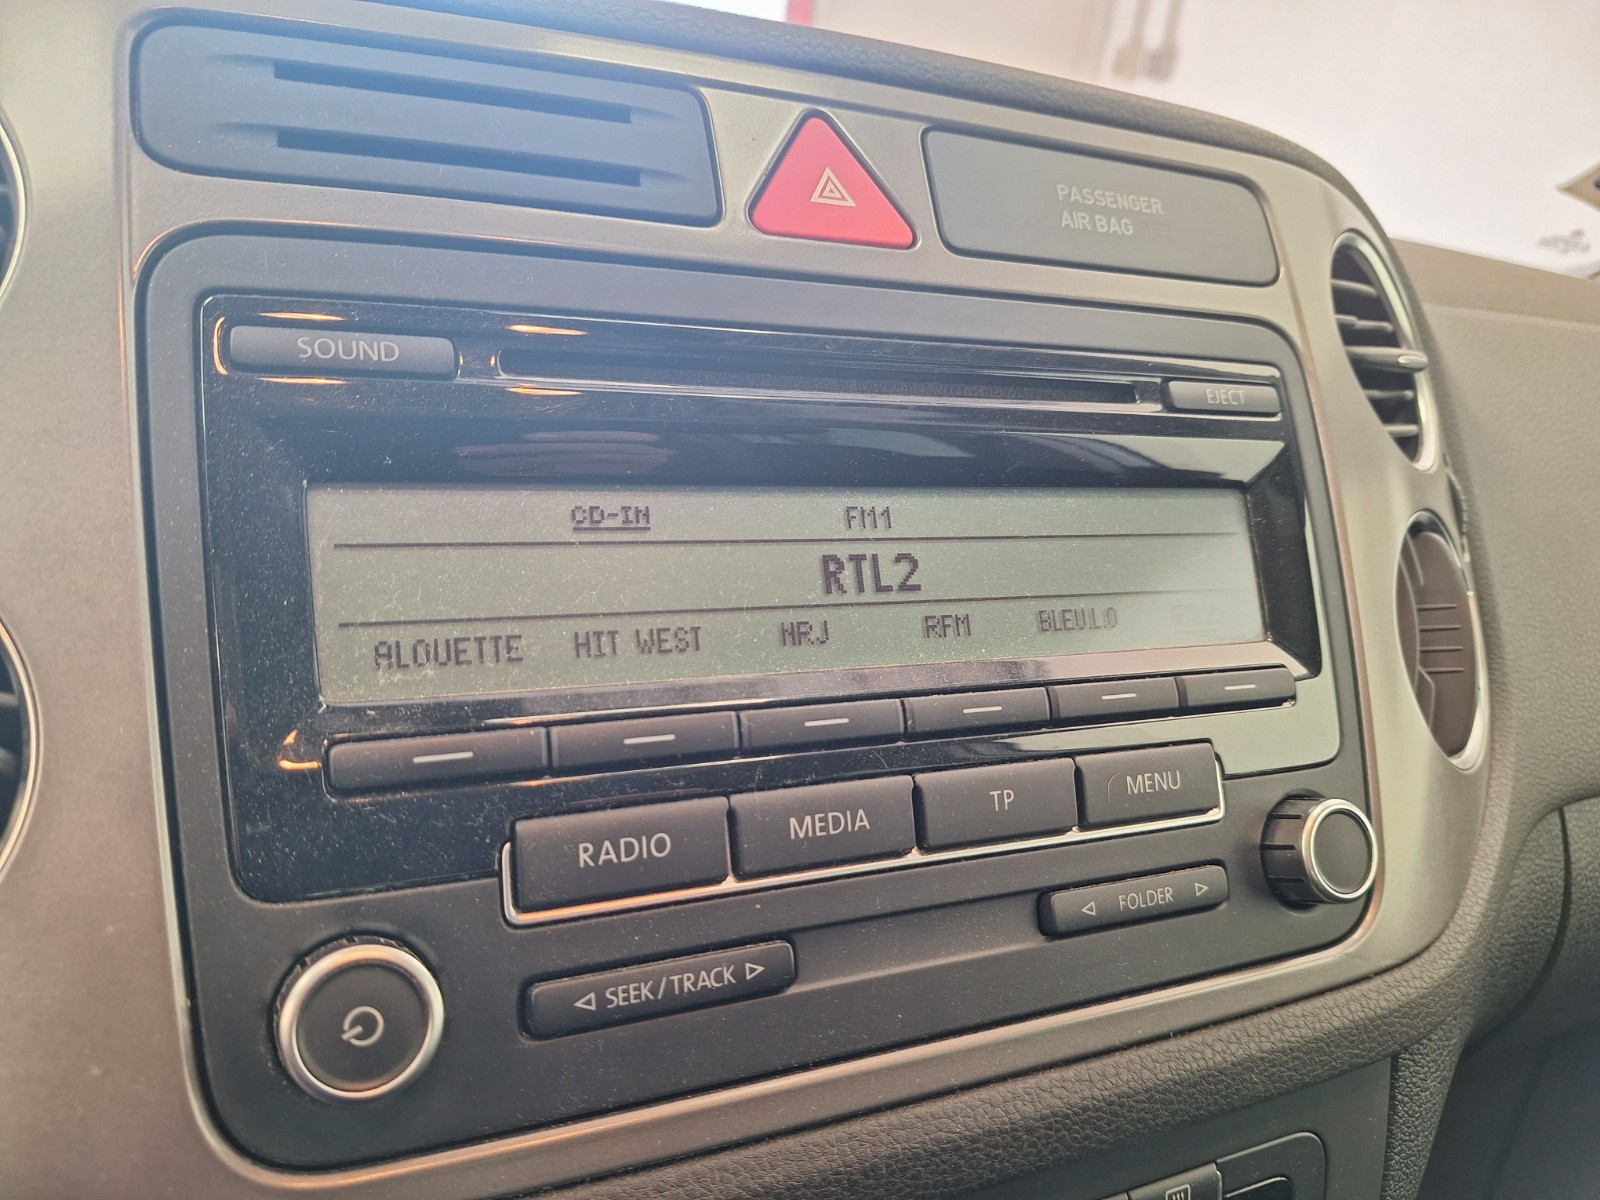 PASSENGER
AIR BAG
SOUND
EJECT
CD-IN FM1
RTL2
ALOUETTE HIT WEST NRJ RFM BLEU L.O
RADIO MEDIA TP MENU
FOLDER
SEEK/TRACK